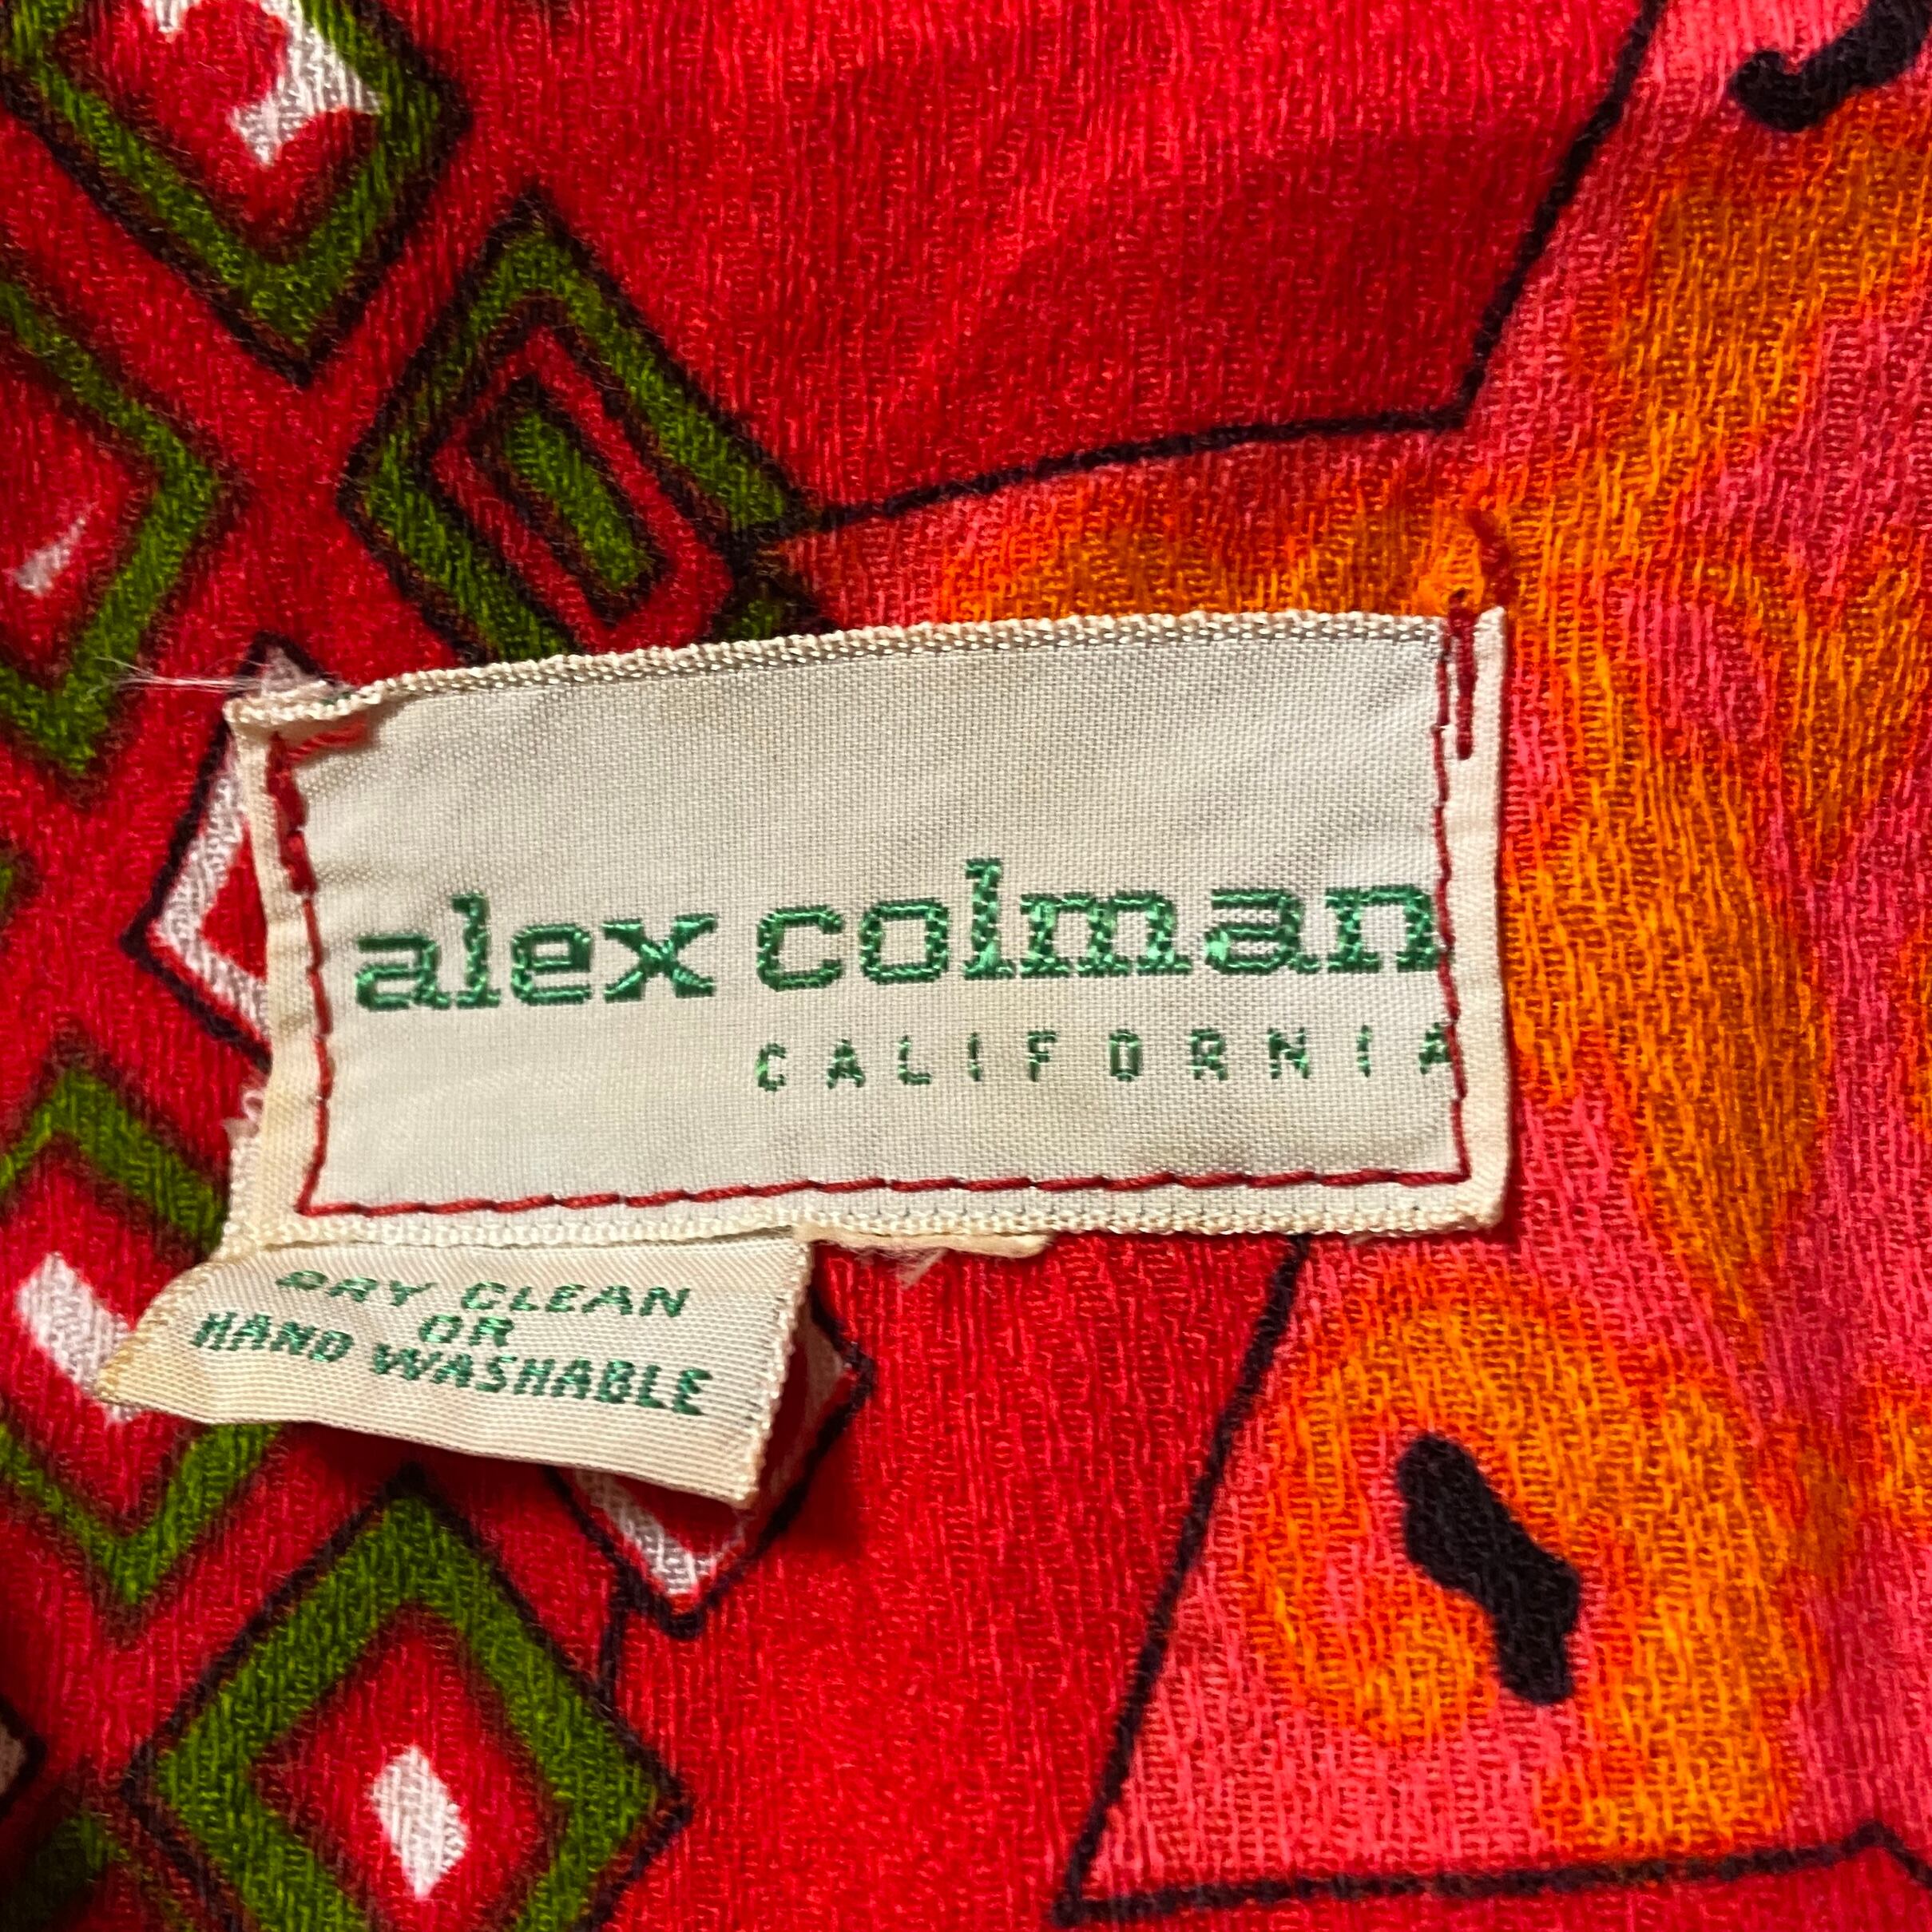 alex colman
CALIFORNIA
DRY CLEAN
OR
HAND WASHABLE